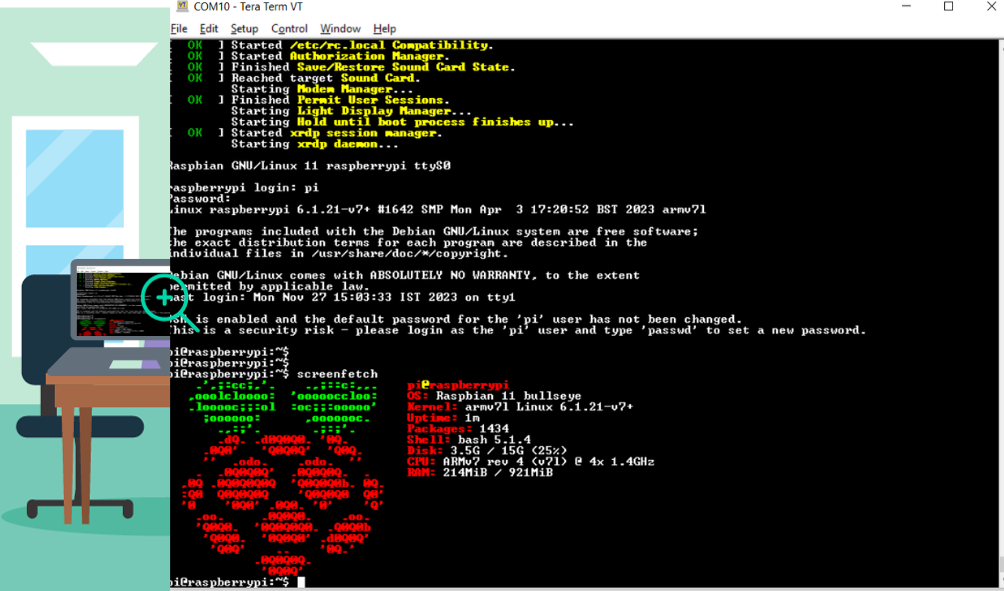 COM10 - Tera Term VT
File Edit Setup Control Window Help
[ OK ] Started /etc/rc.local Compatibility.
[ OK ] Started Authorization Manager.
[ OK ] Finished Save/Restore Sound Card State.
[ OK ] Reached target Sound Card.
Starting Modem Manager...
[ OK ] Finished Permit User Sessions.
Starting Light Display Manager...
Starting Hold until boot process finishes up...
[ OK ] Started xrdp session manager.
Starting xrdp daemon...
Raspbian GNU/Linux 11 raspberrypi ttyS0
raspberrypi login: pi
Password:
Linux raspberrypi 6.1.21-v7+ #1642 SMP Mon Apr 3 17:20:52 BST 2023 armv7l
The programs included with the Debian GNU/Linux system are free software;
the exact distribution terms for each program are described in the
individual files in /usr/share/doc/*/copyright.
Debian GNU/Linux comes with ABSOLUTELY NO WARRANTY, to the extent
permitted by applicable law.
Last login: Mon Nov 27 15:03:33 IST 2023 on tty1
SSH is enabled and the default password for the 'pi' user has not been changed.
This is a security risk - please login as the 'pi' user and type 'passwd' to set a new password.
pi@raspberrypi:~$
pi@raspberrypi:~$
pi@raspberrypi:~$ screenfetch
pi@raspberrypi
OS: Raspbian 11 bullseye
Kernel: armv7l Linux 6.1.21-v7+
Uptime: 1m
Packages: 1434
Shell: bash 5.1.4
Disk: 3.5G / 15G (25%)
CPU: ARMv7 rev 4 (v7l) @ 4x 1.4GHz
RAM: 214MiB / 921MiB
pi@raspberrypi:~$